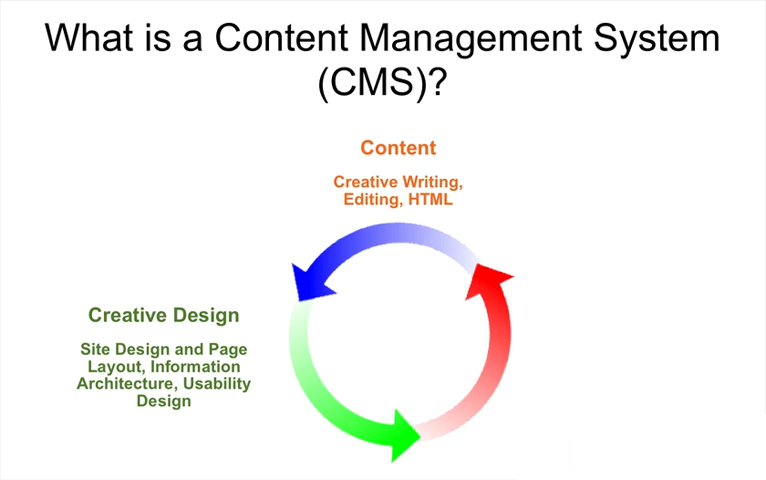 What is a Content Management System
(CMS)?
Content
Creative Writing,
Editing, HTML
Creative Design
Site Design and Page
Layout, Information
Architecture, Usability
Design